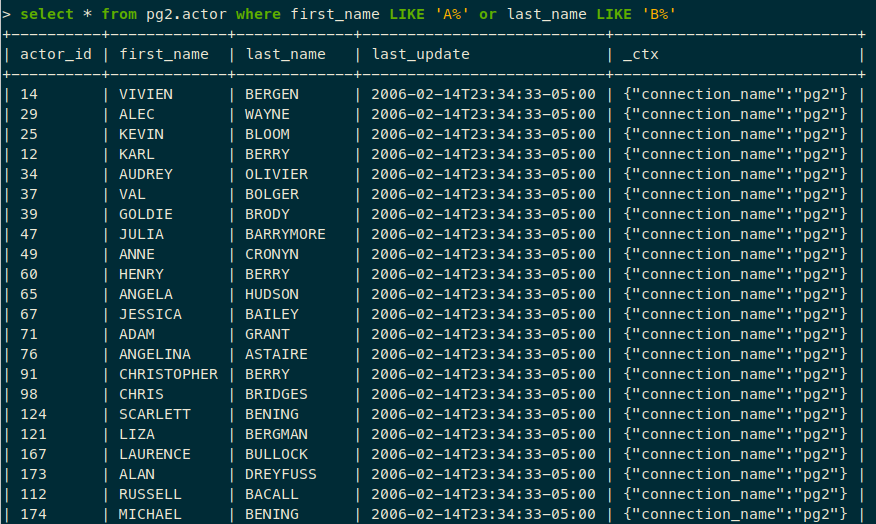 > select * from pg2.actor where first_name LIKE 'A%' or last_name LIKE 'B%'
+----------+-------------+-------------+---------------------------+---------------------------+
| actor_id | first_name | last_name | last_update | _ctx |
+----------+-------------+-------------+---------------------------+---------------------------+
| 14 | VIVIEN | BERGEN | 2006-02-14T23:34:33-05:00 | {"connection_name":"pg2"} |
| 29 | ALEC | WAYNE | 2006-02-14T23:34:33-05:00 | {"connection_name":"pg2"} |
| 25 | KEVIN | BLOOM | 2006-02-14T23:34:33-05:00 | {"connection_name":"pg2"} |
| 12 | KARL | BERRY | 2006-02-14T23:34:33-05:00 | {"connection_name":"pg2"} |
| 34 | AUDREY | OLIVIER | 2006-02-14T23:34:33-05:00 | {"connection_name":"pg2"} |
| 37 | VAL | BOLGER | 2006-02-14T23:34:33-05:00 | {"connection_name":"pg2"} |
| 39 | GOLDIE | BRODY | 2006-02-14T23:34:33-05:00 | {"connection_name":"pg2"} |
| 47 | JULIA | BARRYMORE | 2006-02-14T23:34:33-05:00 | {"connection_name":"pg2"} |
| 49 | ANNE | CRONYN | 2006-02-14T23:34:33-05:00 | {"connection_name":"pg2"} |
| 60 | HENRY | BERRY | 2006-02-14T23:34:33-05:00 | {"connection_name":"pg2"} |
| 65 | ANGELA | HUDSON | 2006-02-14T23:34:33-05:00 | {"connection_name":"pg2"} |
| 67 | JESSICA | BAILEY | 2006-02-14T23:34:33-05:00 | {"connection_name":"pg2"} |
| 71 | ADAM | GRANT | 2006-02-14T23:34:33-05:00 | {"connection_name":"pg2"} |
| 76 | ANGELINA | ASTAIRE | 2006-02-14T23:34:33-05:00 | {"connection_name":"pg2"} |
| 91 | CHRISTOPHER | BERRY | 2006-02-14T23:34:33-05:00 | {"connection_name":"pg2"} |
| 98 | CHRIS | BRIDGES | 2006-02-14T23:34:33-05:00 | {"connection_name":"pg2"} |
| 124 | SCARLETT | BENING | 2006-02-14T23:34:33-05:00 | {"connection_name":"pg2"} |
| 121 | LIZA | BERGMAN | 2006-02-14T23:34:33-05:00 | {"connection_name":"pg2"} |
| 167 | LAURENCE | BULLOCK | 2006-02-14T23:34:33-05:00 | {"connection_name":"pg2"} |
| 173 | ALAN | DREYFUSS | 2006-02-14T23:34:33-05:00 | {"connection_name":"pg2"} |
| 112 | RUSSELL | BACALL | 2006-02-14T23:34:33-05:00 | {"connection_name":"pg2"} |
| 174 | MICHAEL | BENING | 2006-02-14T23:34:33-05:00 | {"connection_name":"pg2"} |